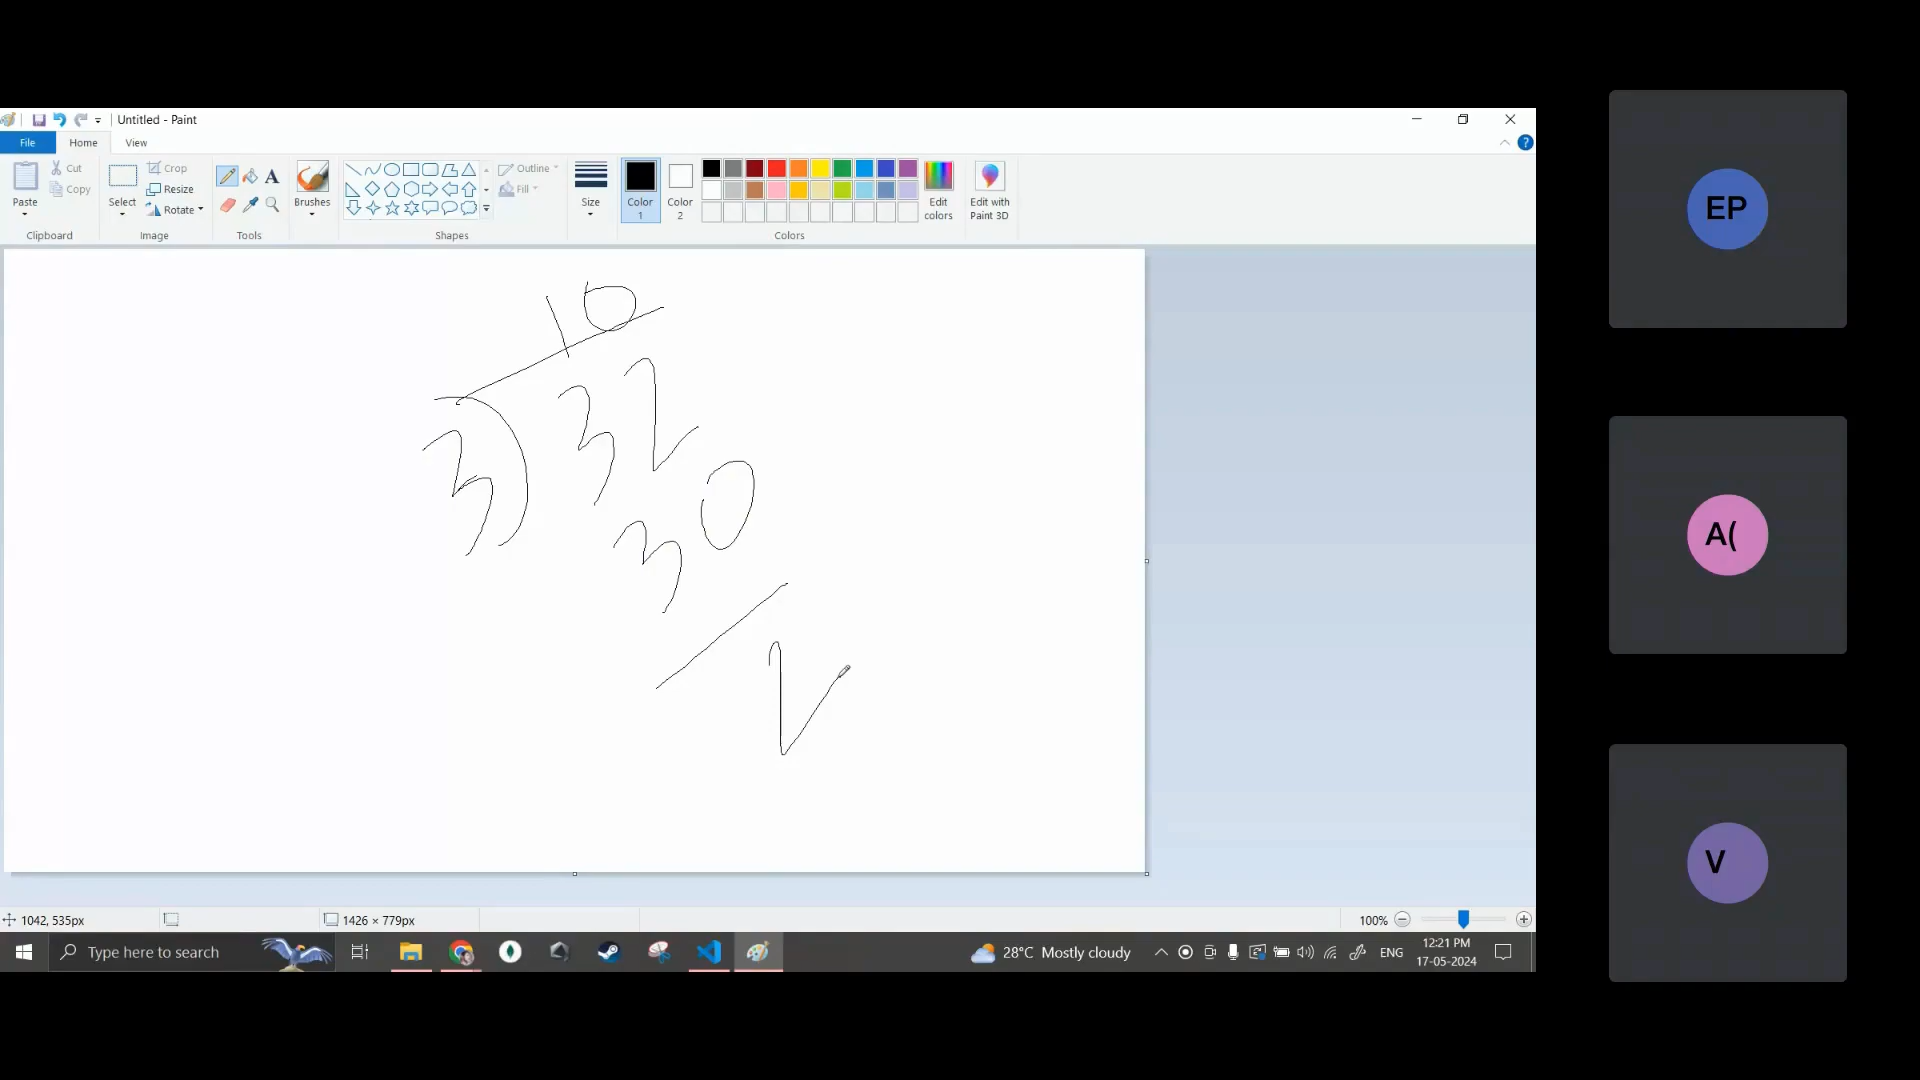 Untitled - Paint
File Home View
Paste
Cut
Copy
Clipboard
Select
Crop
Resize
Rotate
Image
A
Tools
Brushes
Outline
Fill
Shapes
Size
Color 1
Color 2
Edit colors
Colors
Edit with Paint 3D
10
3) 32
30
2
1042, 535px
1426 × 779px
100%
Type here to search
28°C Mostly cloudy
ENG
12:21 PM
17-05-2024
EP
A(
V